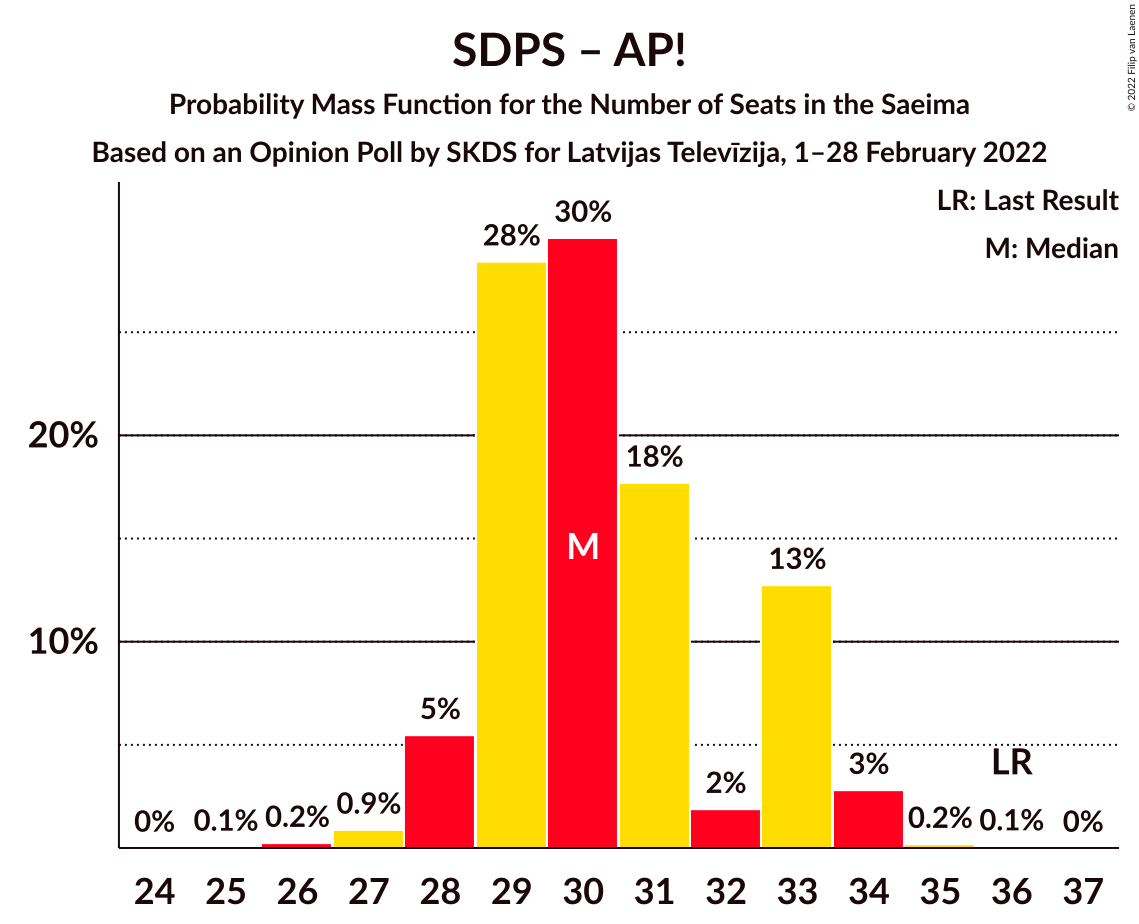 SDPS – AP!
Probability Mass Function for the Number of Seats in the Saeima
Based on an Opinion Poll by SKDS for Latvijas Televīzija, 1–28 February 2022
© 2022 Filip van Laenen
LR: Last Result
M: Median
20%
10%
0%
0.1%
0.2%
0.9%
5%
28%
30%
M
18%
2%
13%
3%
0.2%
LR
0.1%
0%
24 25 26 27 28 29 30 31 32 33 34 35 36 37